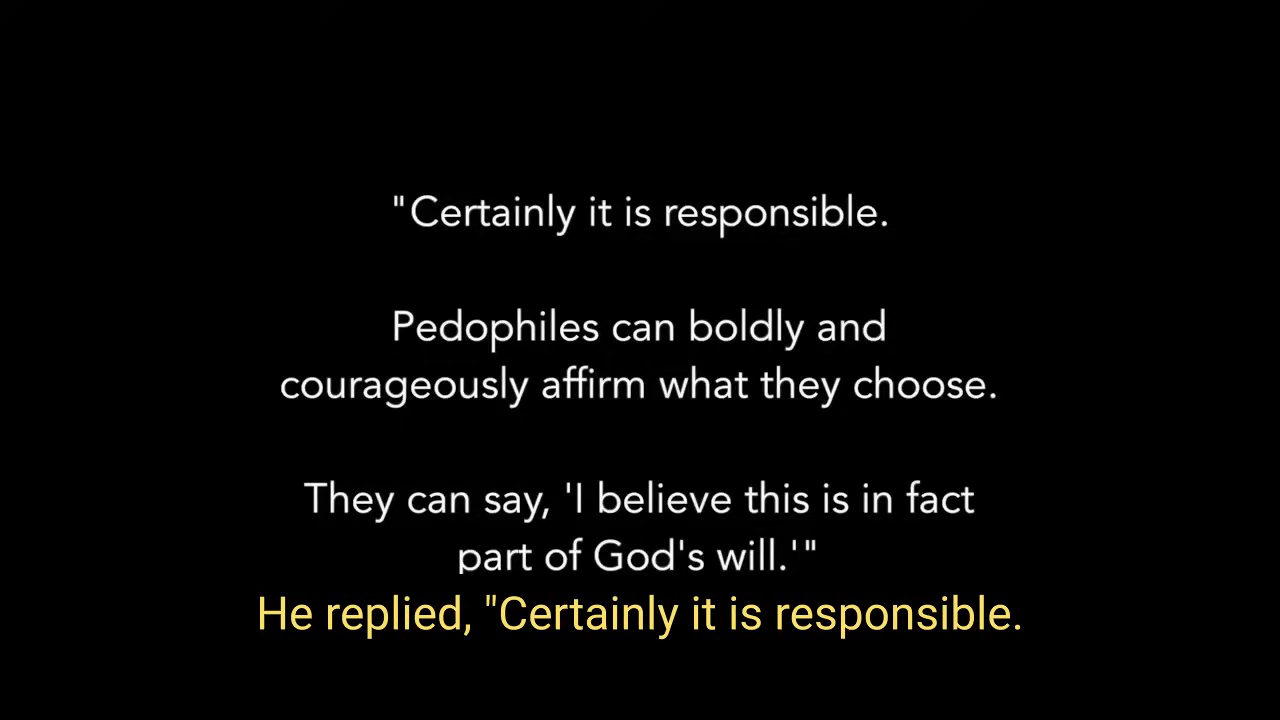 "Certainly it is responsible.
Pedophiles can boldly and
courageously affirm what they choose.
They can say, 'I believe this is in fact
part of God's will.'"
He replied, "Certainly it is responsible.